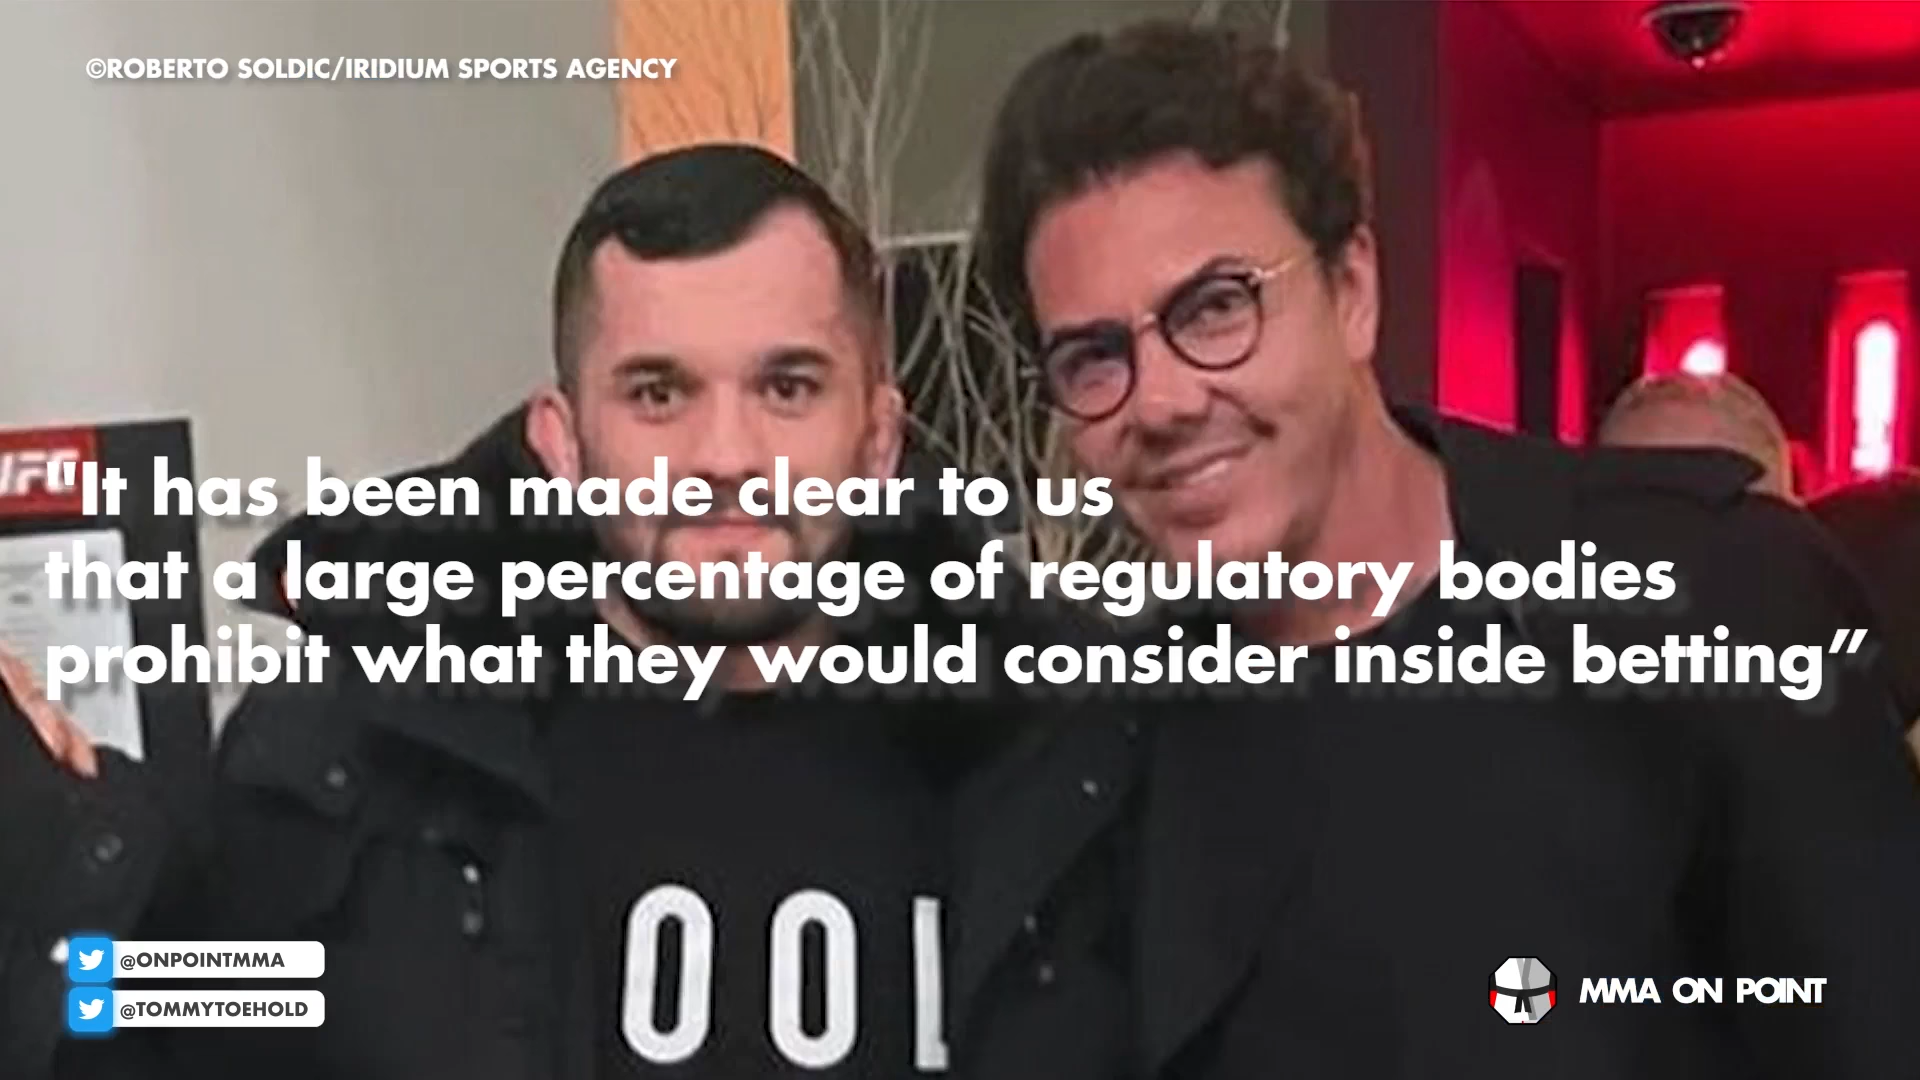 ©ROBERTO SOLDIC/IRIDIUM SPORTS AGENCY
UFC
"It has been made clear to us
that a large percentage of regulatory bodies
prohibit what they would consider inside betting”
001
@ONPOINTMMA
@TOMMYTOEHOLD
MMA ON POINT